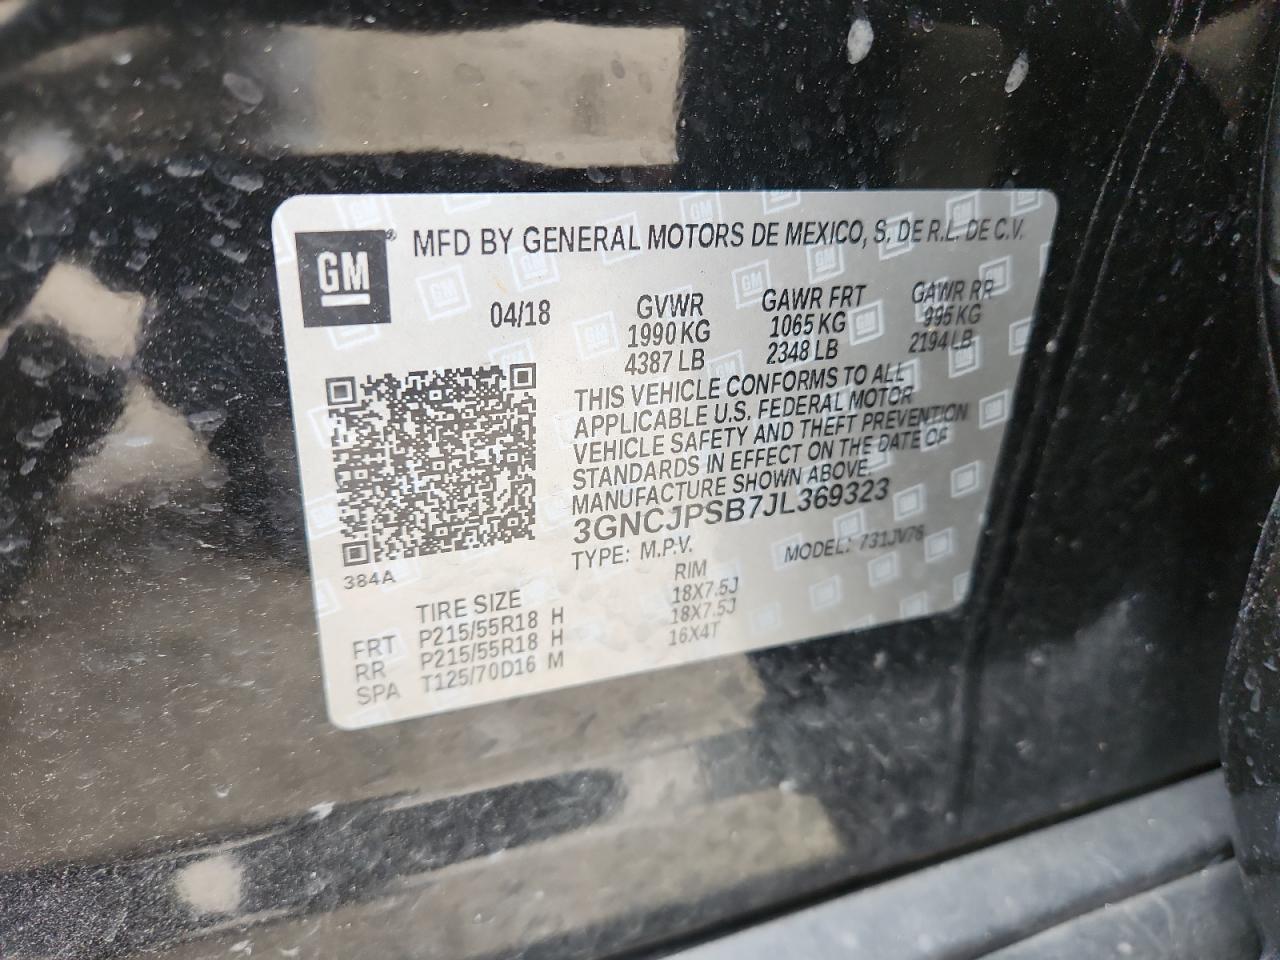 GM
MFD BY GENERAL MOTORS DE MEXICO, S. DE R.L. DE C.V.
04/18
GVWR GAWR FRT GAWR RR
1990 KG 1065 KG 995 KG
4387 LB 2348 LB 2194 LB
THIS VEHICLE CONFORMS TO ALL
APPLICABLE U.S. FEDERAL MOTOR
VEHICLE SAFETY AND THEFT PREVENTION
STANDARDS IN EFFECT ON THE DATE OF
MANUFACTURE SHOWN ABOVE.
3GNCJPSB7JL369323
TYPE: M.P.V. MODEL: 731JV76
384A
TIRE SIZE RIM
FRT P215/55R18 H 18X7.5J
RR P215/55R18 H 18X7.5J
SPA T125/70D16 M 16X4T